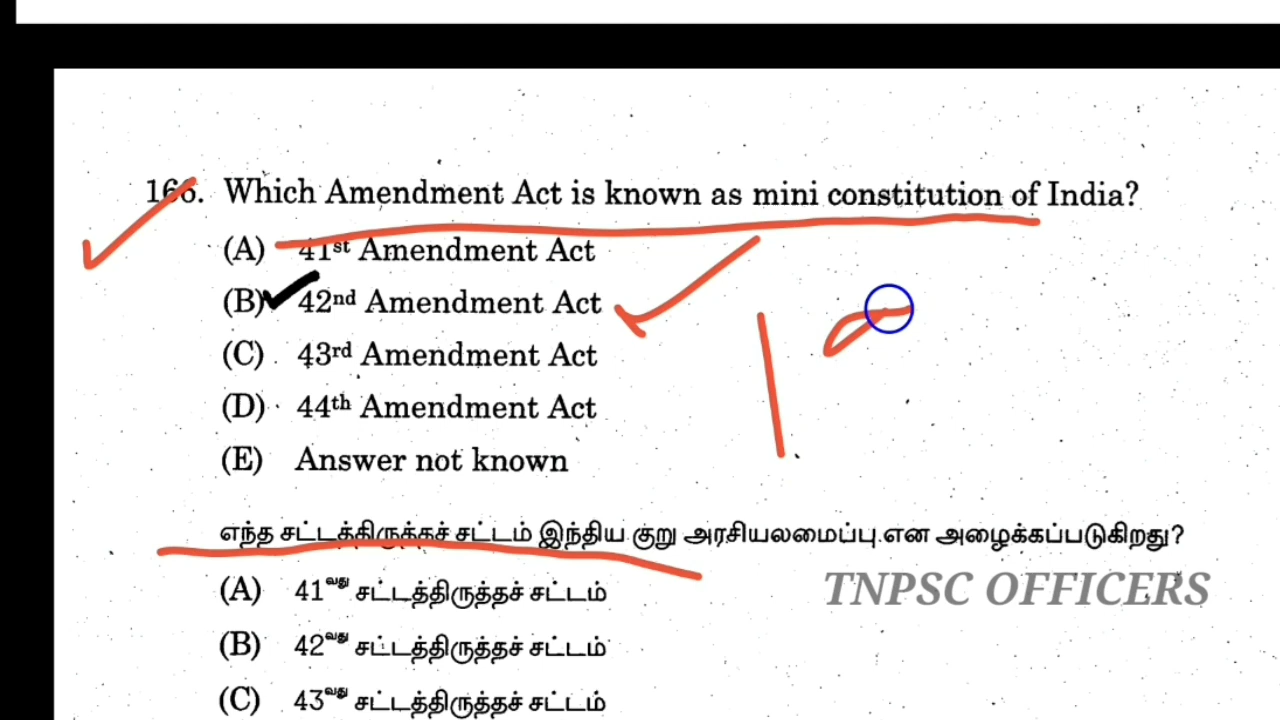 166. Which Amendment Act is known as mini constitution of India?
(A) 41st Amendment Act
(B) 42nd Amendment Act
(C) 43rd Amendment Act
(D) 44th Amendment Act
(E) Answer not known
எந்த சட்டத்திருத்தச் சட்டம் இந்திய குறு அரசியலமைப்பு என அழைக்கப்படுகிறது?
TNPSC OFFICERS
(A) 41வது சட்டத்திருத்தச் சட்டம்
(B) 42வது சட்டத்திருத்தச் சட்டம்
(C) 43வது சட்டத்திருத்தச் சட்டம்